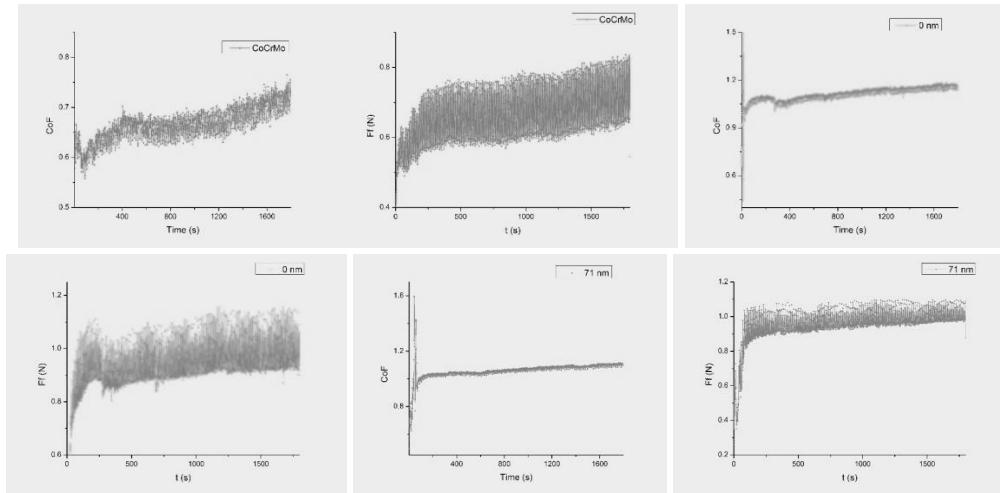 CoCrMo
0.8
0.7
0.6
0.5
CoF
400 800 1200 1600
Time (s)
CoCrMo
0.8
0.6
0.4
Ff (N)
0 500 1000 1500
t (s)
0 nm
1.5
1.2
0.9
0.6
CoF
0 400 800 1200 1600
Time (s)
0 nm
1.2
1.0
0.8
0.6
Ff (N)
0 500 1000 1500
t (s)
71 nm
1.6
1.2
0.8
CoF
400 800 1200 1600
Time (s)
71 nm
1.2
1.0
0.8
0.6
0.4
0.2
Ff (N)
0 500 1000 1500
t (s)